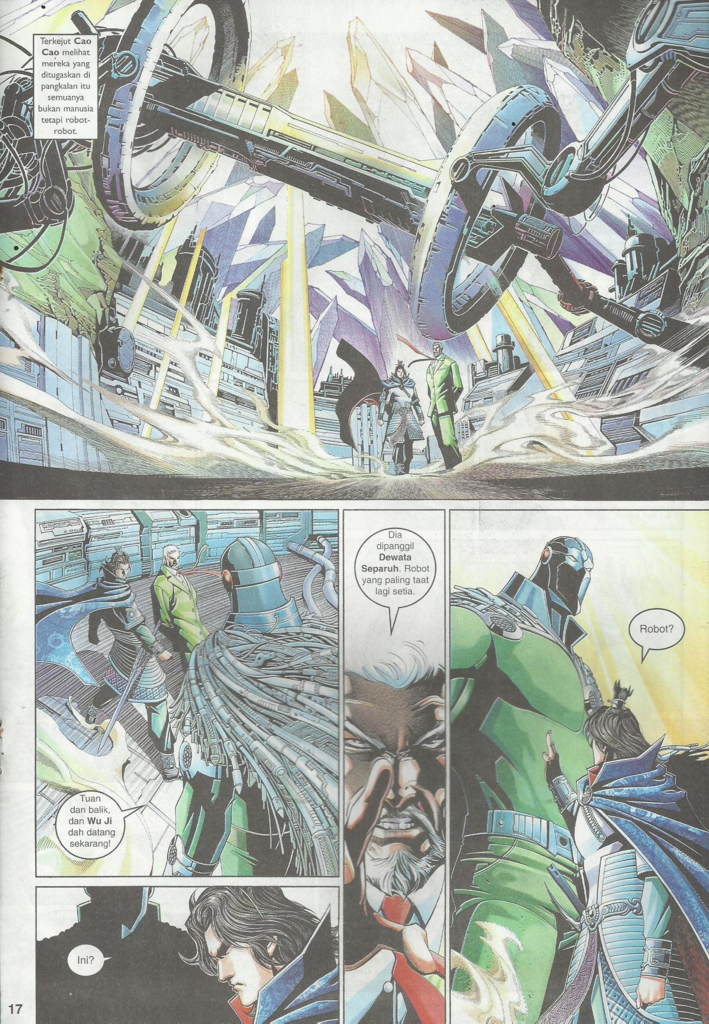 Terkejut Cao
Cao melihat
mereka yang
ditugaskan di
pangkalan itu
semuanya
bukan manusia
tetapi robot-
robot.
Tuan
dan balik,
dan Wu Ji
dah datang
sekarang!
Ini?
Dia
dipanggil
Dewata
Separuh. Robot
yang paling taat
lagi setia.
Robot?
17